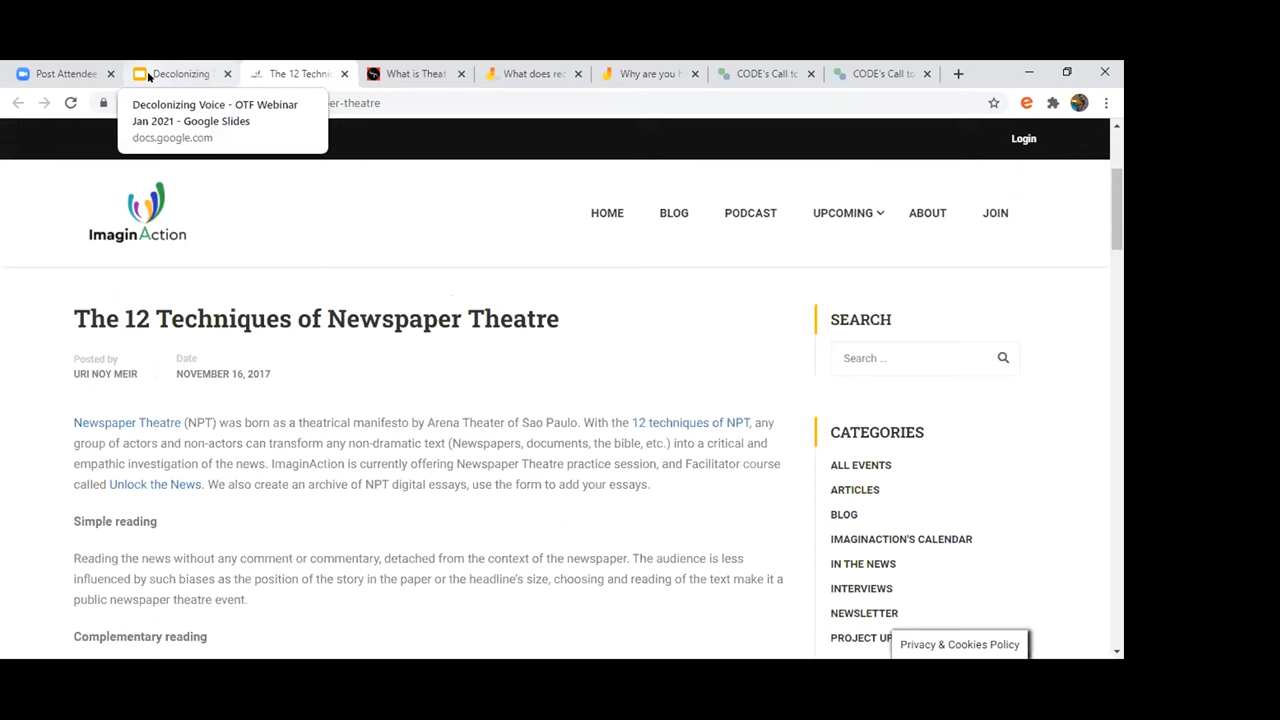 Post Attendee
Decolonizing
The 12 Techni
What is Theat
What does rec
Why are you h
CODE's Call to
CODE's Call to
Decolonizing Voice - OTF Webinar
Jan 2021 - Google Slides
docs.google.com
er-theatre
Login
ImaginAction
HOME
BLOG
PODCAST
UPCOMING
ABOUT
JOIN
The 12 Techniques of Newspaper Theatre
Posted by
URI NOY MEIR
Date
NOVEMBER 16, 2017
Newspaper Theatre (NPT) was born as a theatrical manifesto by Arena Theater of Sao Paulo. With the 12 techniques of NPT, any
group of actors and non-actors can transform any non-dramatic text (Newspapers, documents, the bible, etc.) into a critical and
empathic investigation of the news. ImaginAction is currently offering Newspaper Theatre practice session, and Facilitator course
called Unlock the News. We also create an archive of NPT digital essays, use the form to add your essays.
Simple reading
Reading the news without any comment or commentary, detached from the context of the newspaper. The audience is less
influenced by such biases as the position of the story in the paper or the headline's size, choosing and reading of the text make it a
public newspaper theatre event.
Complementary reading
SEARCH
Search ...
CATEGORIES
ALL EVENTS
ARTICLES
BLOG
IMAGINACTION'S CALENDAR
IN THE NEWS
INTERVIEWS
NEWSLETTER
PROJECT UP
Privacy & Cookies Policy